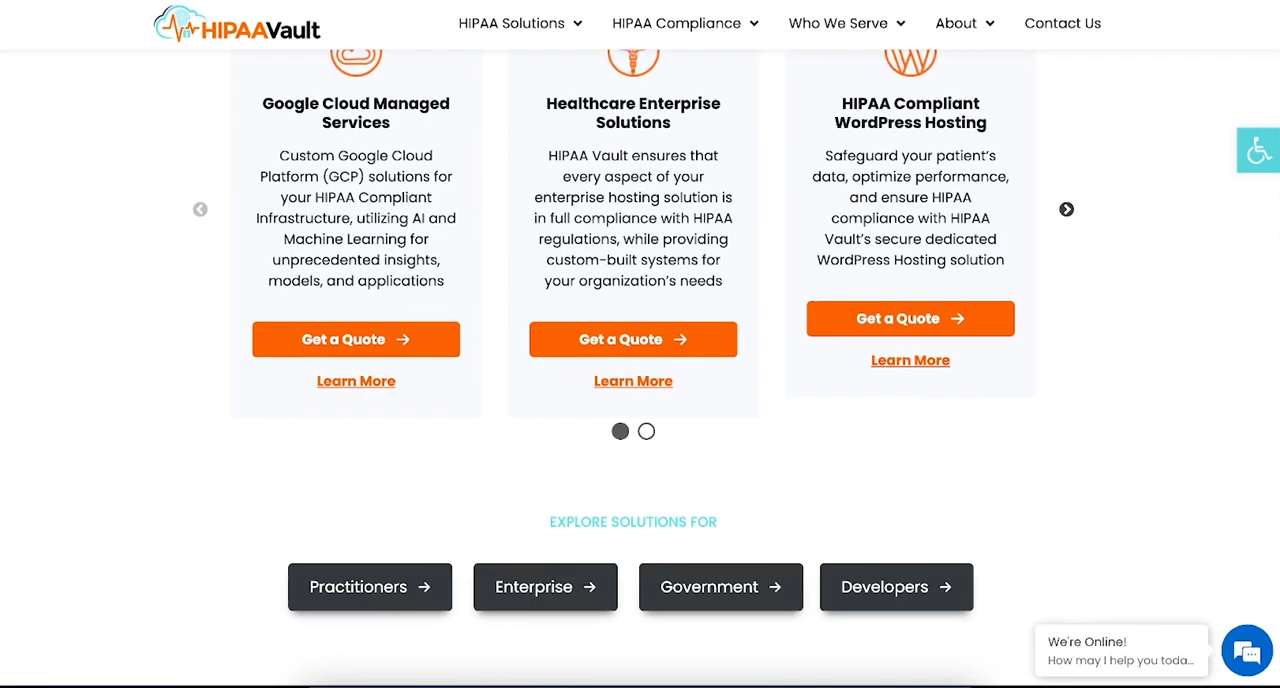 HIPAAVault
HIPAA Solutions
HIPAA Compliance
Who We Serve
About
Contact Us
Google Cloud Managed
Services
Custom Google Cloud
Platform (GCP) solutions for
your HIPAA Compliant
Infrastructure, utilizing AI and
Machine Learning for
unprecedented insights,
models, and applications
Get a Quote →
Learn More
Healthcare Enterprise
Solutions
HIPAA Vault ensures that
every aspect of your
enterprise hosting solution is
in full compliance with HIPAA
regulations, while providing
custom-built systems for
your organization's needs
Get a Quote →
Learn More
HIPAA Compliant
WordPress Hosting
Safeguard your patient's
data, optimize performance,
and ensure HIPAA
compliance with HIPAA
Vault's secure dedicated
WordPress Hosting solution
Get a Quote →
Learn More
EXPLORE SOLUTIONS FOR
Practitioners →
Enterprise →
Government →
Developers →
We're Online!
How may I help you toda...